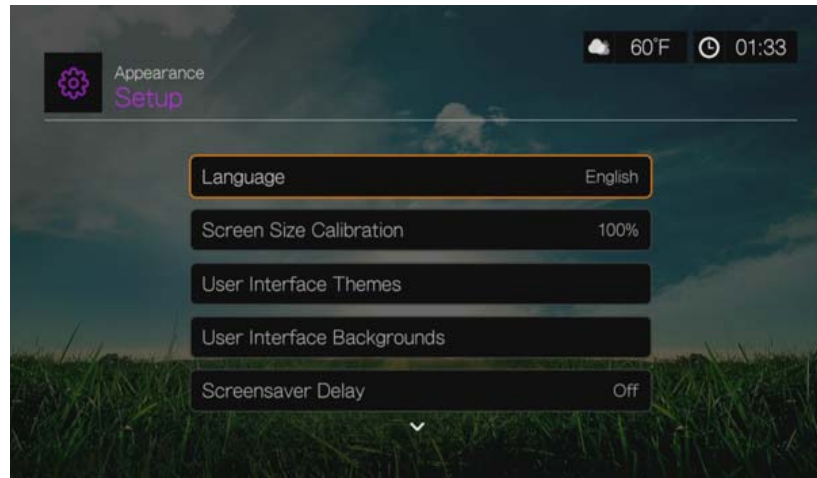 60°F 01:33
Appearance
Setup
Language English
Screen Size Calibration 100%
User Interface Themes
User Interface Backgrounds
Screensaver Delay Off